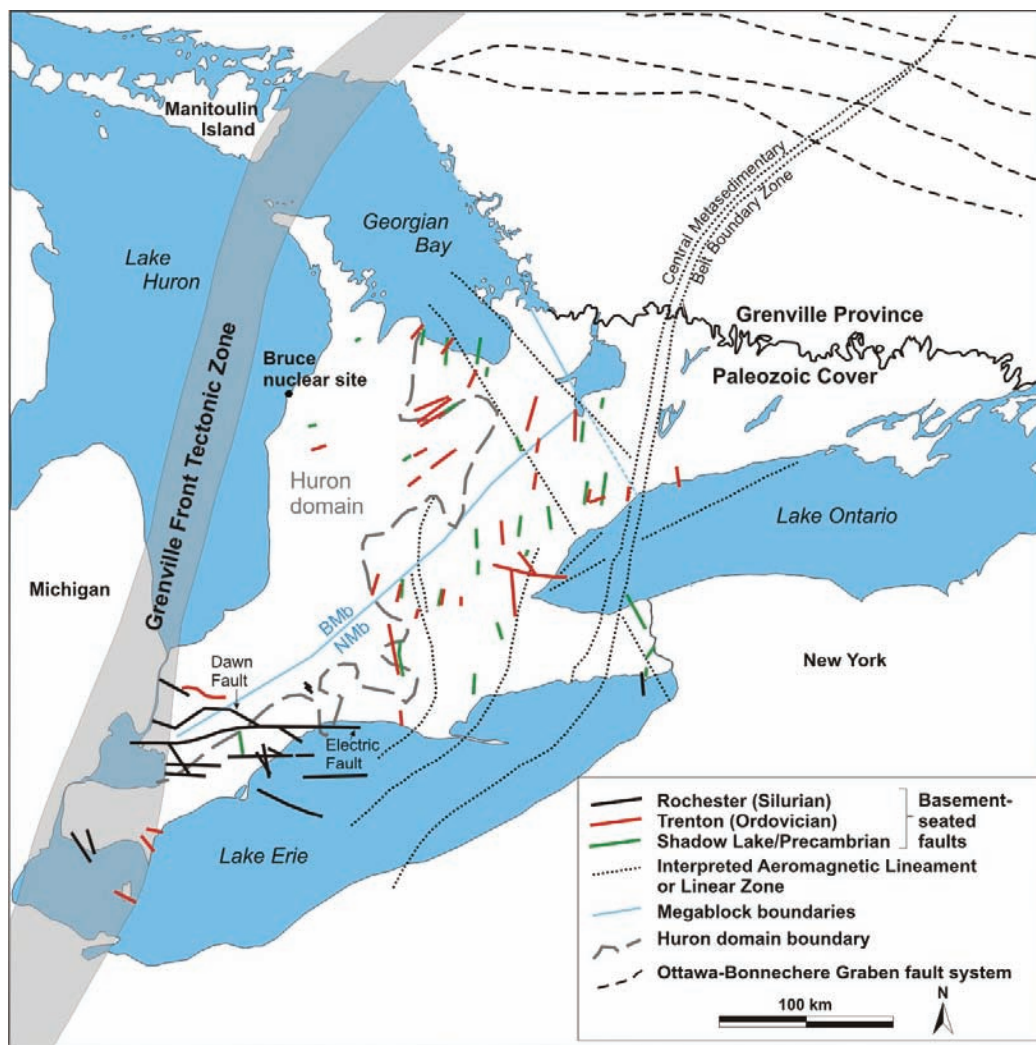 Manitoulin
Island
Georgian
Bay
Lake
Huron
Central Metasedimentary
Belt Boundary Zone
Grenville Province
Paleozoic Cover
Bruce
nuclear site
Grenville Front Tectonic Zone
Huron
domain
Lake Ontario
Michigan
BMb
NMb
New York
Dawn
Fault
Electric
Fault
Lake Erie
Rochester (Silurian)
Trenton (Ordovician)
Shadow Lake/Precambrian
Basement-
seated
faults
Interpreted Aeromagnetic Lineament
or Linear Zone
Megablock boundaries
Huron domain boundary
Ottawa-Bonnechere Graben fault system
100 km
N